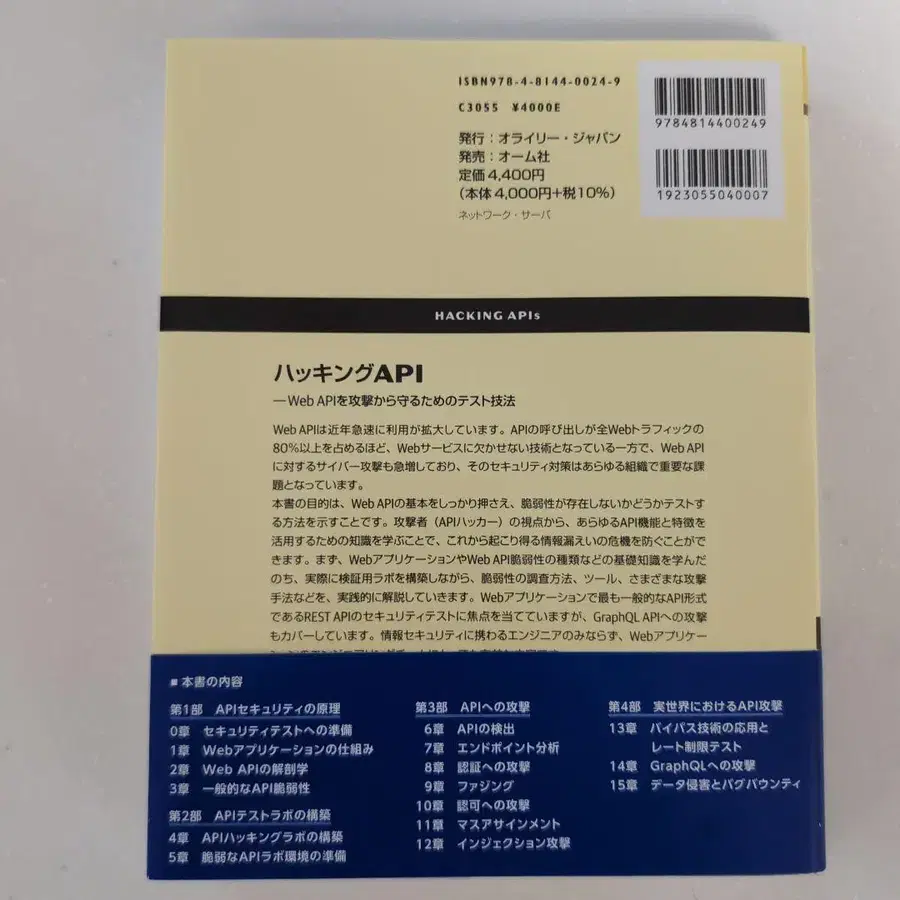 ISBN978-4-8144-0024-9
C3055 ¥4000E
発行：オライリー・ジャパン
発売：オーム社
定価4,400円
（本体4,000円+税10%）
ネットワーク・サーバ
9784814400249
1923055040007
HACKING APIs
ハッキングAPI
―Web APIを攻撃から守るためのテスト技法
Web APIは近年急速に利用が拡大しています。APIの呼び出しが全Webトラフィックの
80%以上を占めるほど、Webサービスに欠かせない技術となっている一方で、Web API
に対するサイバー攻撃も急増しており、そのセキュリティ対策はあらゆる組織で重要な課
題となっています。
本書の目的は、Web APIの基本をしっかり押さえ、脆弱性が存在しないかどうかテストす
る方法を示すことです。攻撃者（APIハッカー）の視点から、あらゆるAPI機能と特徴を
活用するための知識を学ぶことで、これから起こり得る情報漏えいの危機を防ぐことがで
きます。まず、WebアプリケーションやWeb API脆弱性の種類などの基礎知識を学んだ
のち、実際に検証用ラボを構築しながら、脆弱性の調査方法、ツール、さまざまな攻撃
手法などを、実践的に解説していきます。Webアプリケーションで最も一般的なAPI形式
であるREST APIのセキュリティテストに焦点を当てていますが、GraphQL APIへの攻撃
もカバーしています。情報セキュリティに携わるエンジニアのみならず、Webアプリケー
■ 本書の内容
第1部 APIセキュリティの原理
0章 セキュリティテストへの準備
1章 Webアプリケーションの仕組み
2章 Web APIの解剖学
3章 一般的なAPI脆弱性
第2部 APIテストラボの構築
4章 APIハッキングラボの構築
5章 脆弱なAPIラボ環境の準備
第3部 APIへの攻撃
6章 APIの検出
7章 エンドポイント分析
8章 認証への攻撃
9章 ファジング
10章 認可への攻撃
11章 マスアサインメント
12章 インジェクション攻撃
第4部 実世界におけるAPI攻撃
13章 バイパス技術の応用と
レート制限テスト
14章 GraphQLへの攻撃
15章 データ侵害とバグバウンティ